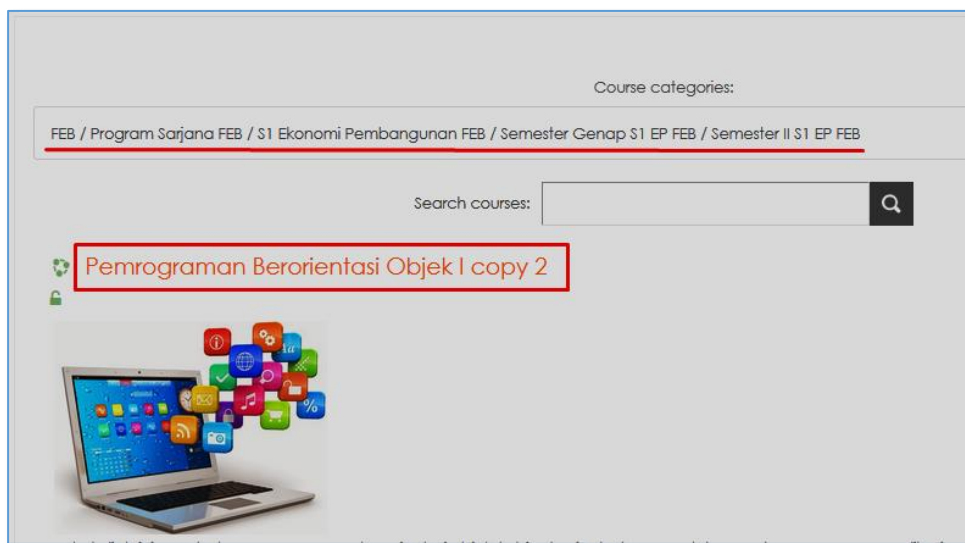 Course categories:
FEB / Program Sarjana FEB / S1 Ekonomi Pembangunan FEB / Semester Genap S1 EP FEB / Semester II S1 EP FEB
Search courses:
Pemrograman Berorientasi Objek I copy 2